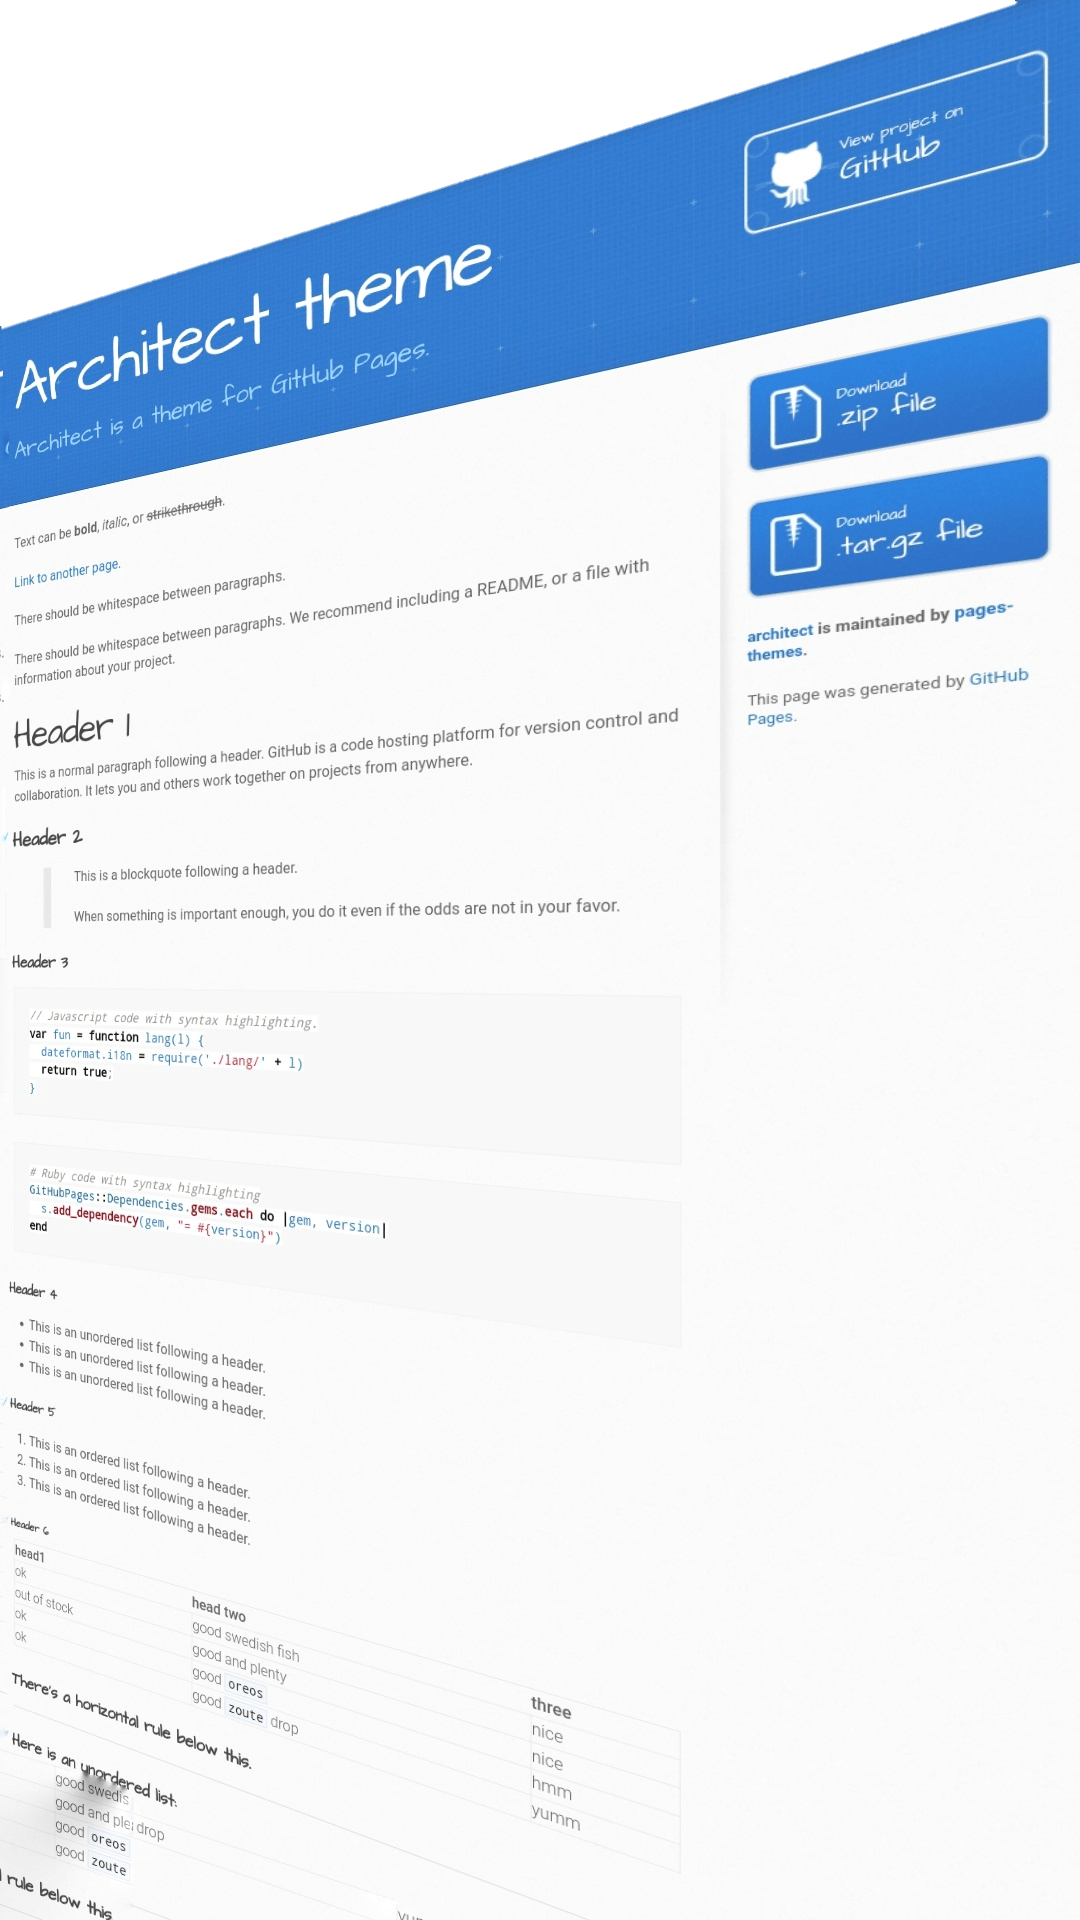 View project on
GitHub
Architect theme
Architect is a theme for GitHub Pages.
Download
.zip file
Download
.tar.gz file
architect is maintained by pages-
themes.
This page was generated by GitHub
Pages.
Text can be bold, italic, or strikethrough.
Link to another page.
There should be whitespace between paragraphs.
There should be whitespace between paragraphs. We recommend including a README, or a file with
information about your project.
Header 1
This is a normal paragraph following a header. GitHub is a code hosting platform for version control and
collaboration. It lets you and others work together on projects from anywhere.
Header 2
This is a blockquote following a header.
When something is important enough, you do it even if the odds are not in your favor.
Header 3
// Javascript code with syntax highlighting.
var fun = function lang(l) {
  dateformat.i18n = require('./lang/' + l)
  return true;
}
# Ruby code with syntax highlighting
GitHubPages::Dependencies.gems.each do |gem, version|
  s.add_dependency(gem, "= #{version}")
end
Header 4
• This is an unordered list following a header.
• This is an unordered list following a header.
• This is an unordered list following a header.
Header 5
1. This is an ordered list following a header.
2. This is an ordered list following a header.
3. This is an ordered list following a header.
Header 6
head1 head two three
ok good swedish fish nice
out of stock good and plenty nice
ok good oreos hmm
ok good zoute drop yumm
There's a horizontal rule below this.
Here is an unordered list:
good swedis
good and ple drop
good oreos
good zoute
rule below this